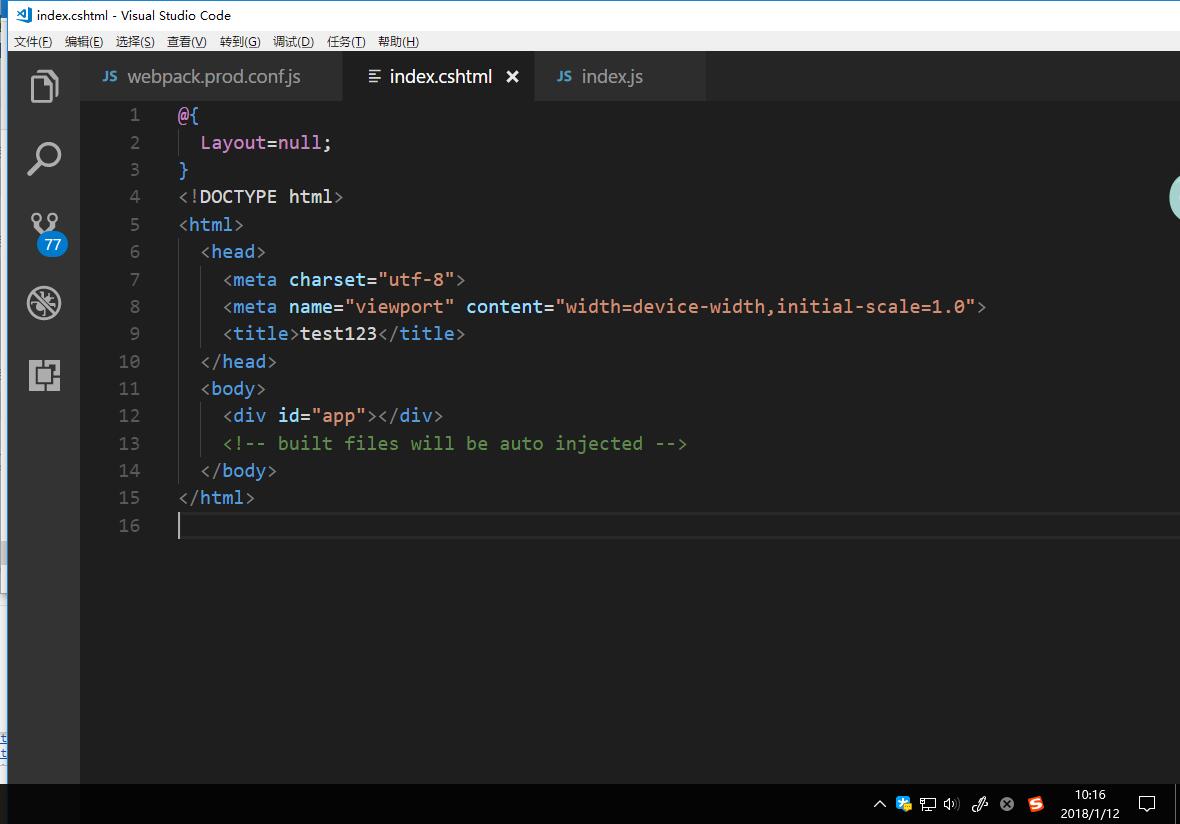 index.cshtml - Visual Studio Code
文件(F) 编辑(E) 选择(S) 查看(V) 转到(G) 调试(D) 任务(T) 帮助(H)
JS webpack.prod.conf.js index.cshtml JS index.js
1 @{
2 Layout=null;
3 }
4 <!DOCTYPE html>
5 <html>
6 <head>
7 <meta charset="utf-8">
8 <meta name="viewport" content="width=device-width,initial-scale=1.0">
9 <title>test123</title>
10 </head>
11 <body>
12 <div id="app"></div>
13 <!-- built files will be auto injected -->
14 </body>
15 </html>
16
77
10:16
2018/1/12